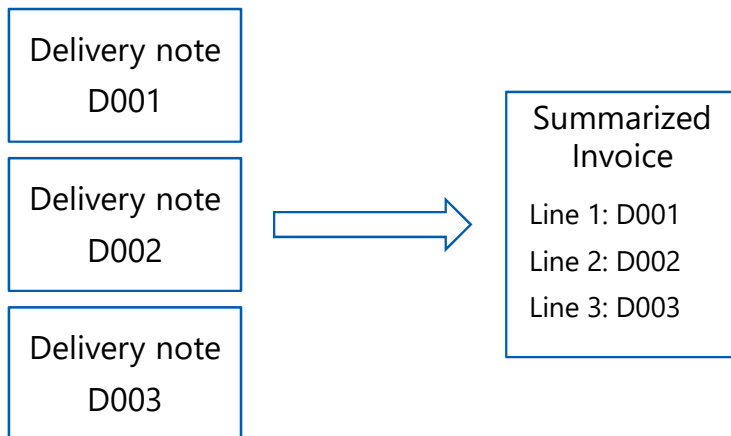 Delivery note
D001
Delivery note
D002
Delivery note
D003
Summarized
Invoice
Line 1: D001
Line 2: D002
Line 3: D003